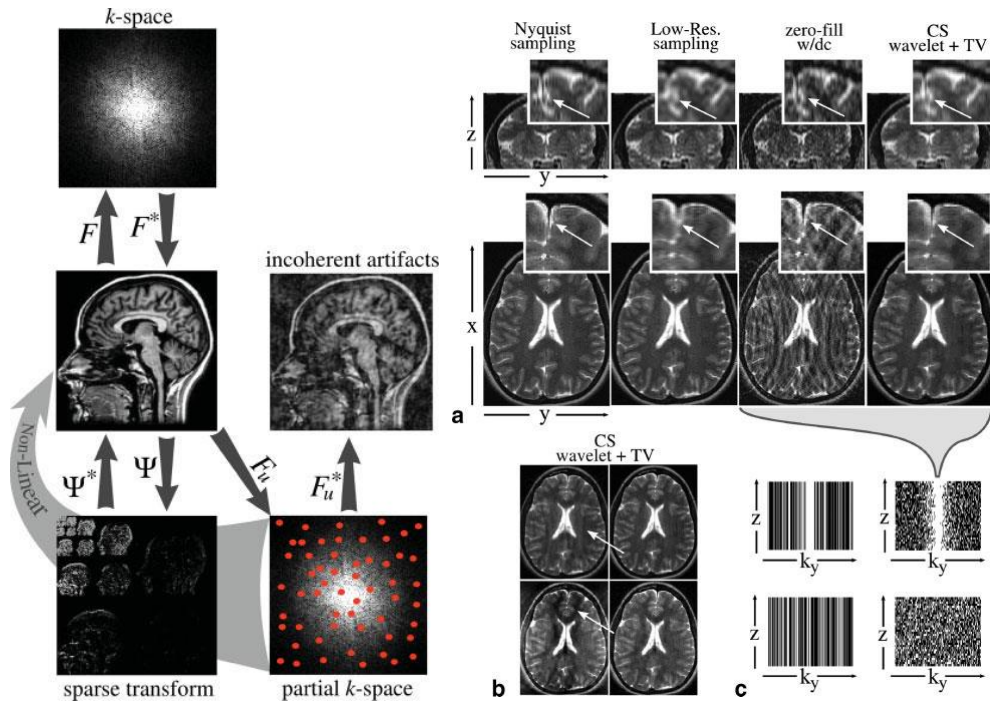 k-space
F
F*
incoherent artifacts
Non-Linear
Ψ*
Ψ
Fu
Fu*
sparse transform
partial k-space
Nyquist
sampling
Low-Res.
sampling
zero-fill
w/dc
CS
wavelet + TV
z
y
x
a
y
CS
wavelet + TV
b
z
ky
z
ky
z
ky
z
ky
c